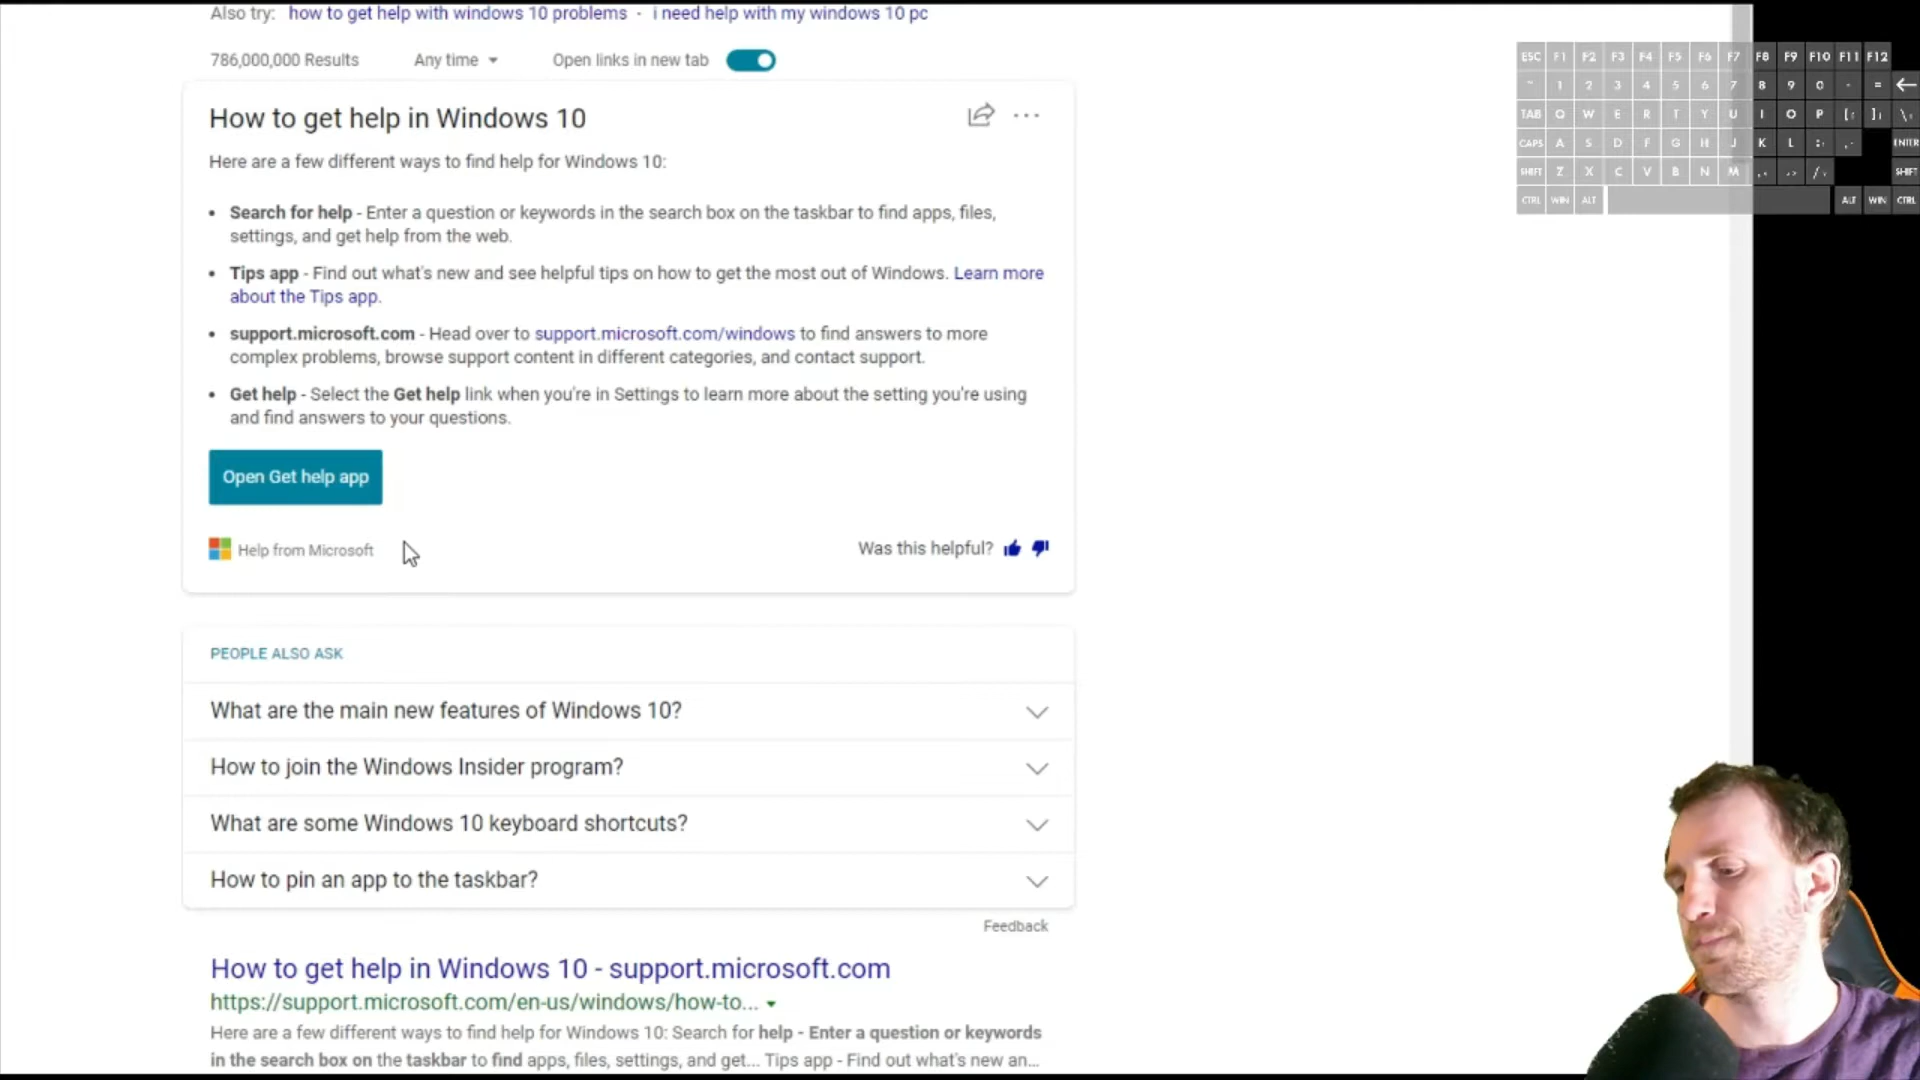 Also try: how to get help with windows 10 problems · i need help with my windows 10 pc
786,000,000 Results Any time Open links in new tab
How to get help in Windows 10
Here are a few different ways to find help for Windows 10:
• Search for help - Enter a question or keywords in the search box on the taskbar to find apps, files,
settings, and get help from the web.
• Tips app - Find out what's new and see helpful tips on how to get the most out of Windows. Learn more
about the Tips app.
• support.microsoft.com - Head over to support.microsoft.com/windows to find answers to more
complex problems, browse support content in different categories, and contact support.
• Get help - Select the Get help link when you're in Settings to learn more about the setting you're using
and find answers to your questions.
Open Get help app
Help from Microsoft
Was this helpful?
PEOPLE ALSO ASK
What are the main new features of Windows 10?
How to join the Windows Insider program?
What are some Windows 10 keyboard shortcuts?
How to pin an app to the taskbar?
Feedback
How to get help in Windows 10 - support.microsoft.com
https://support.microsoft.com/en-us/windows/how-to...
Here are a few different ways to find help for Windows 10: Search for help - Enter a question or keywords
in the search box on the taskbar to find apps, files, settings, and get... Tips app - Find out what's new an...
ESC F1 F2 F3 F4 F5 F6 F7 F8 F9 F10 F11 F12
1 2 3 4 5 6 7 8 9 0 - =
TAB Q W E R T Y U I O P [ ] \
CAPS A S D F G H J K L ENTER
SHIFT Z X C V B N M / SHIFT
CTRL WIN ALT ALT WIN CTRL